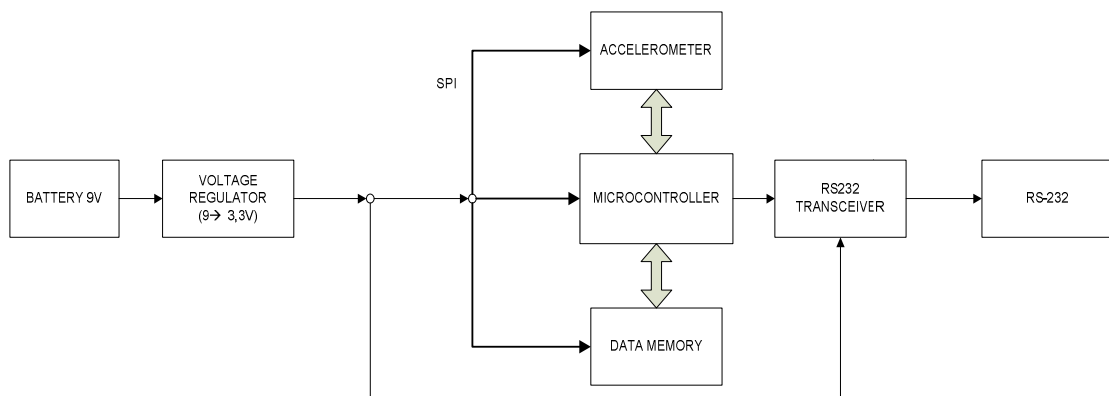 ACCELEROMETER
SPI
BATTERY 9V
VOLTAGE
REGULATOR
(9→ 3,3V)
MICROCONTROLLER
RS232
TRANSCEIVER
RS-232
DATA MEMORY